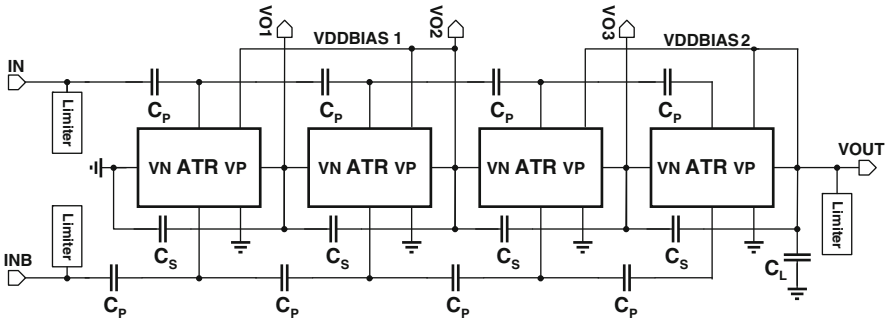 VO1
VO2
VO3
VDDBIAS 1
VDDBIAS 2
IN
Limiter
C_P
C_P
C_P
C_P
VN ATR VP
VN ATR VP
VN ATR VP
VN ATR VP
VOUT
Limiter
Limiter
C_S
C_S
C_S
C_S
INB
C_L
C_P
C_P
C_P
C_P